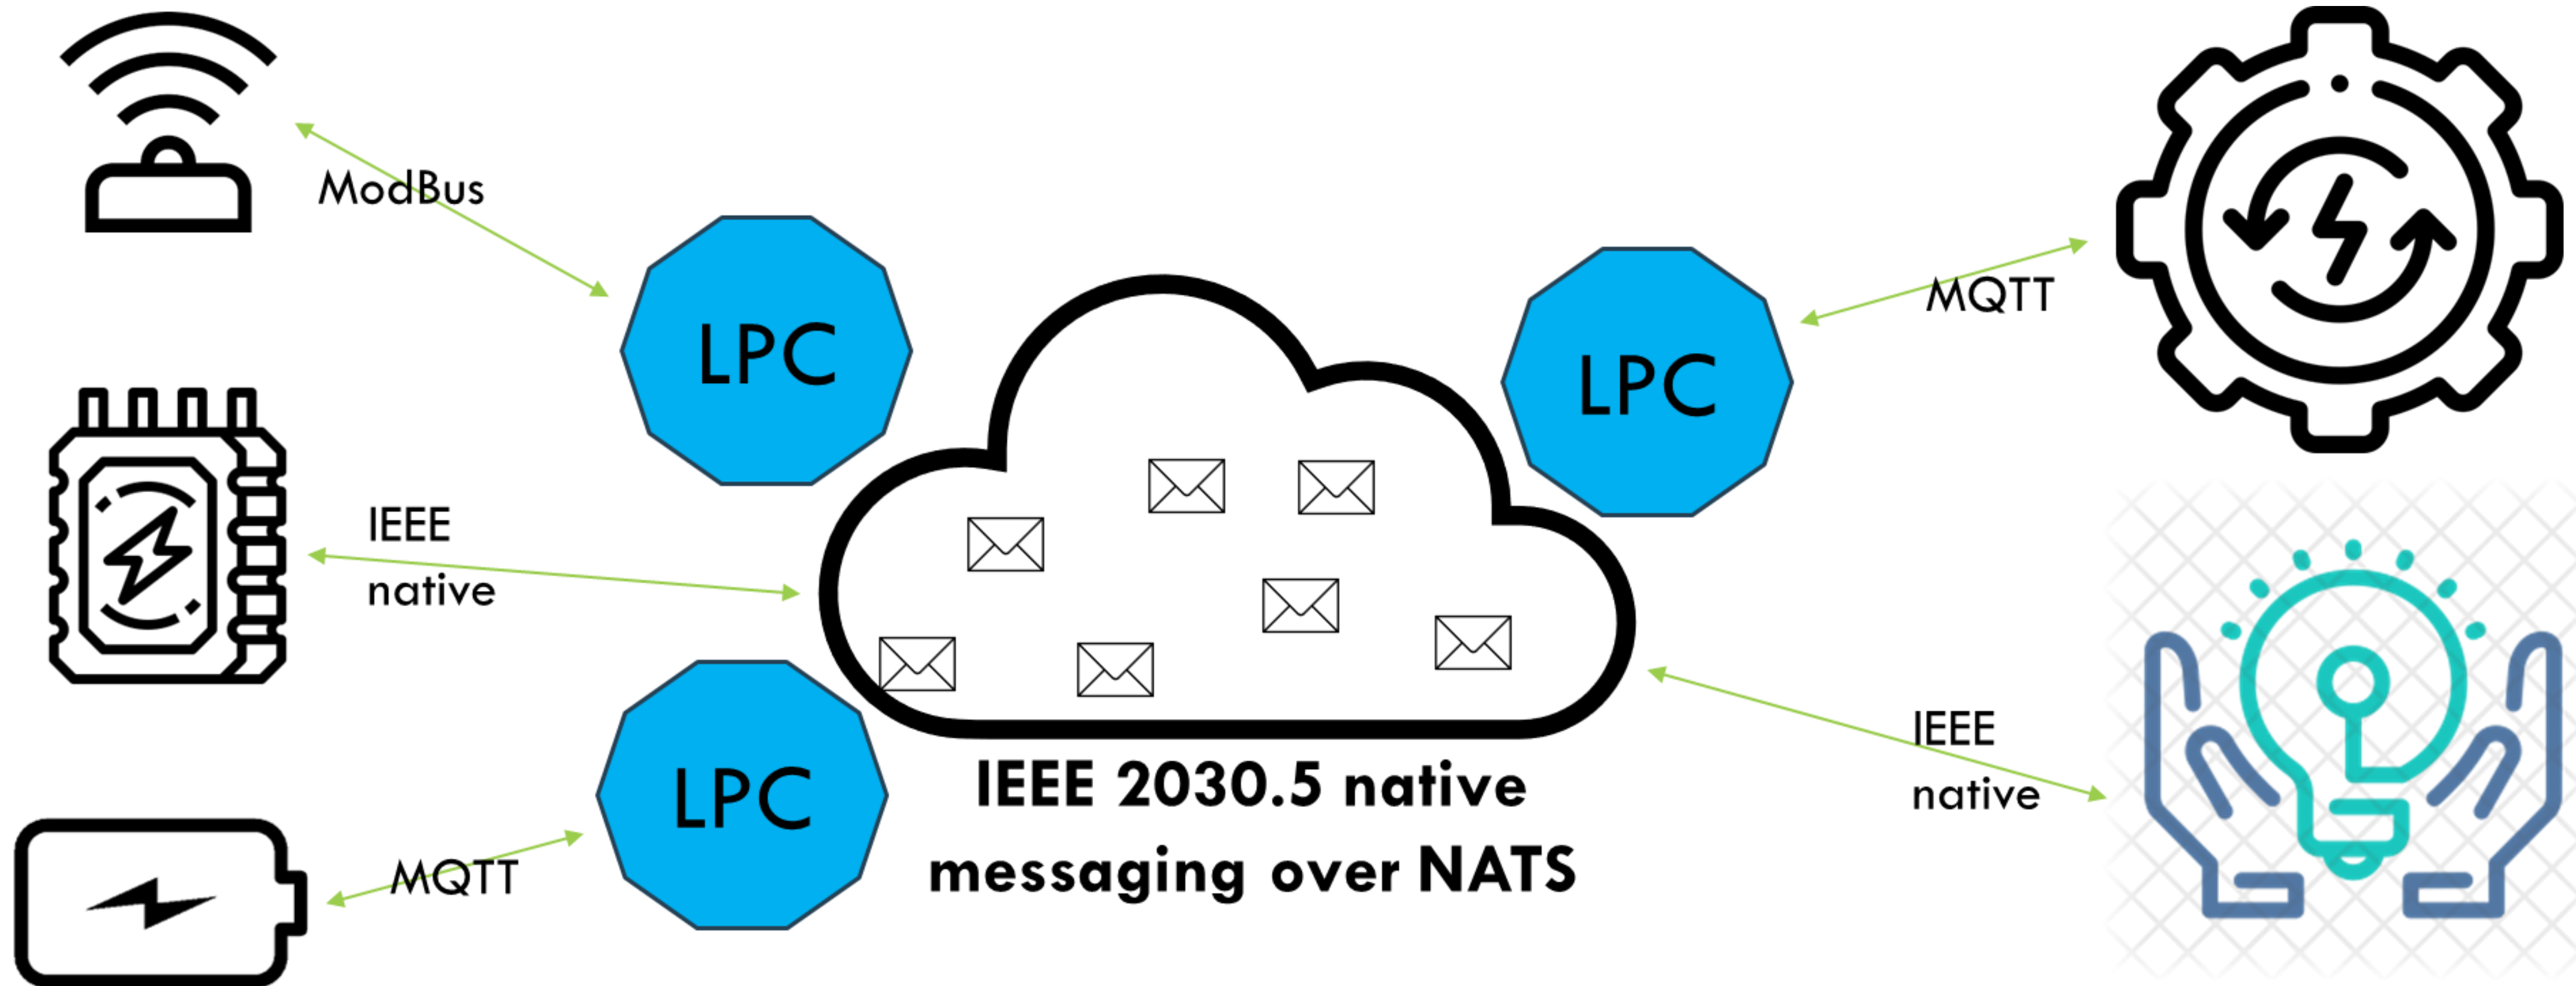 ModBus
LPC
LPC
MQTT
IEEE
native
LPC
MQTT
IEEE 2030.5 native
messaging over NATS
IEEE
native